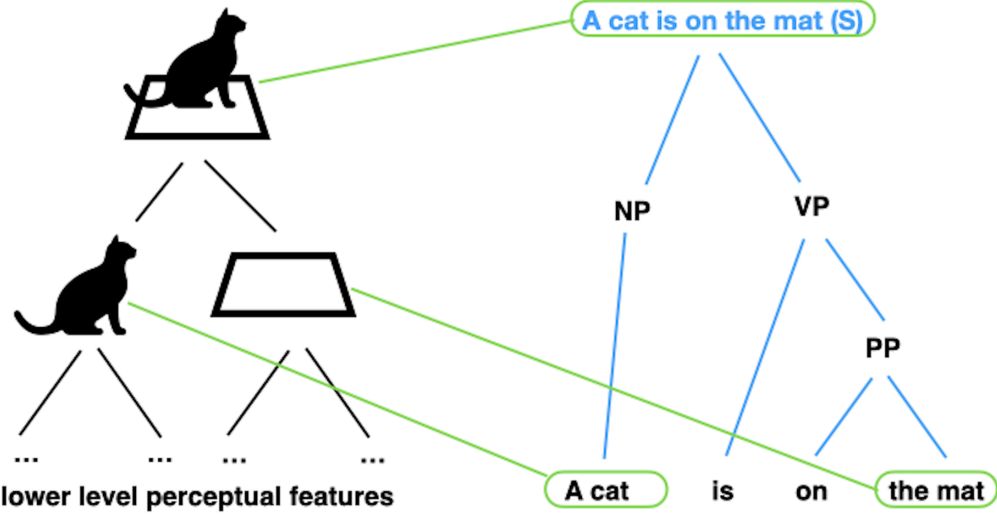 A cat is on the mat (S)
NP
VP
PP
... ... ... ...
A cat is on the mat
lower level perceptual features